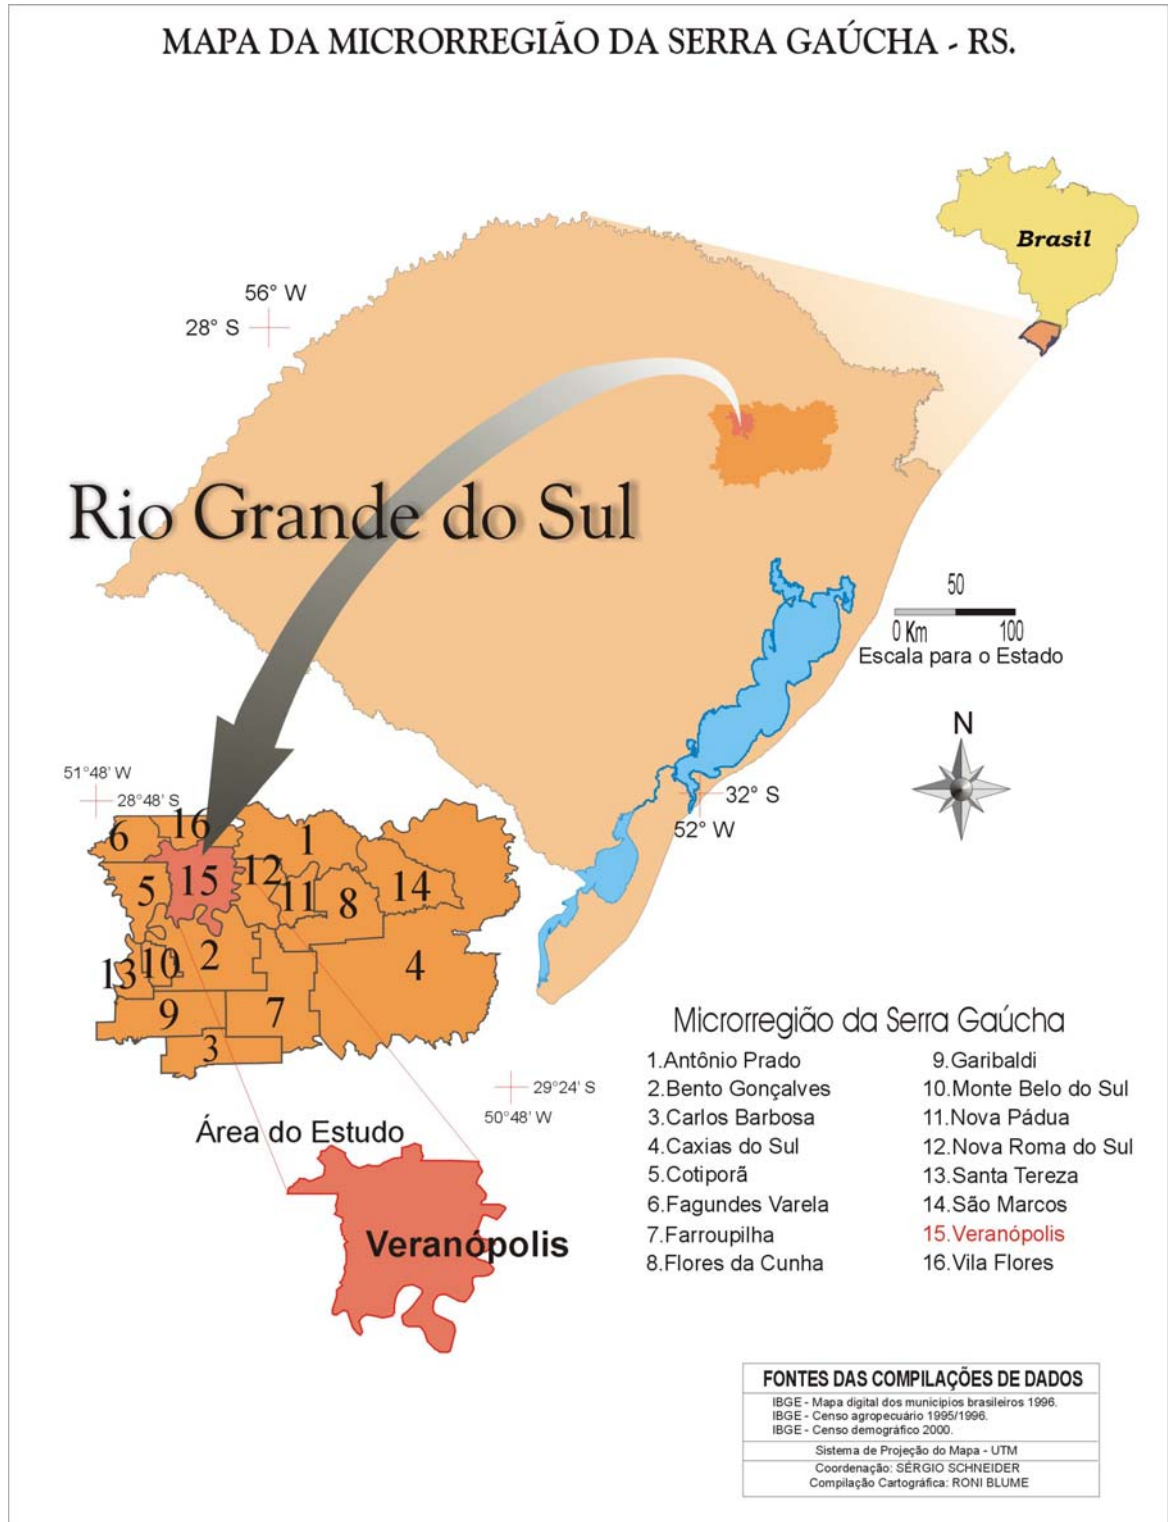 MAPA DA MICRORREGIÃO DA SERRA GAÚCHA - RS.
Brasil
56° W
28° S
Rio Grande do Sul
50
0 Km 100
Escala para o Estado
N
51°48' W
28°48' S
32° S
52° W
6
16
1
5
15
12
11
8
14
13
10
2
4
9
7
3
29°24' S
50°48' W
Área do Estudo
Veranópolis
Microrregião da Serra Gaúcha
1.Antônio Prado
2.Bento Gonçalves
3.Carlos Barbosa
4.Caxias do Sul
5.Cotiporã
6.Fagundes Varela
7.Farroupilha
8.Flores da Cunha
9.Garibaldi
10.Monte Belo do Sul
11.Nova Pádua
12.Nova Roma do Sul
13.Santa Tereza
14.São Marcos
15.Veranópolis
16.Vila Flores
FONTES DAS COMPILAÇÕES DE DADOS
IBGE - Mapa digital dos municípios brasileiros 1996.
IBGE - Censo agropecuário 1995/1996.
IBGE - Censo demográfico 2000.
Sistema de Projeção do Mapa - UTM
Coordenação: SÉRGIO SCHNEIDER
Compilação Cartográfica: RONI BLUME